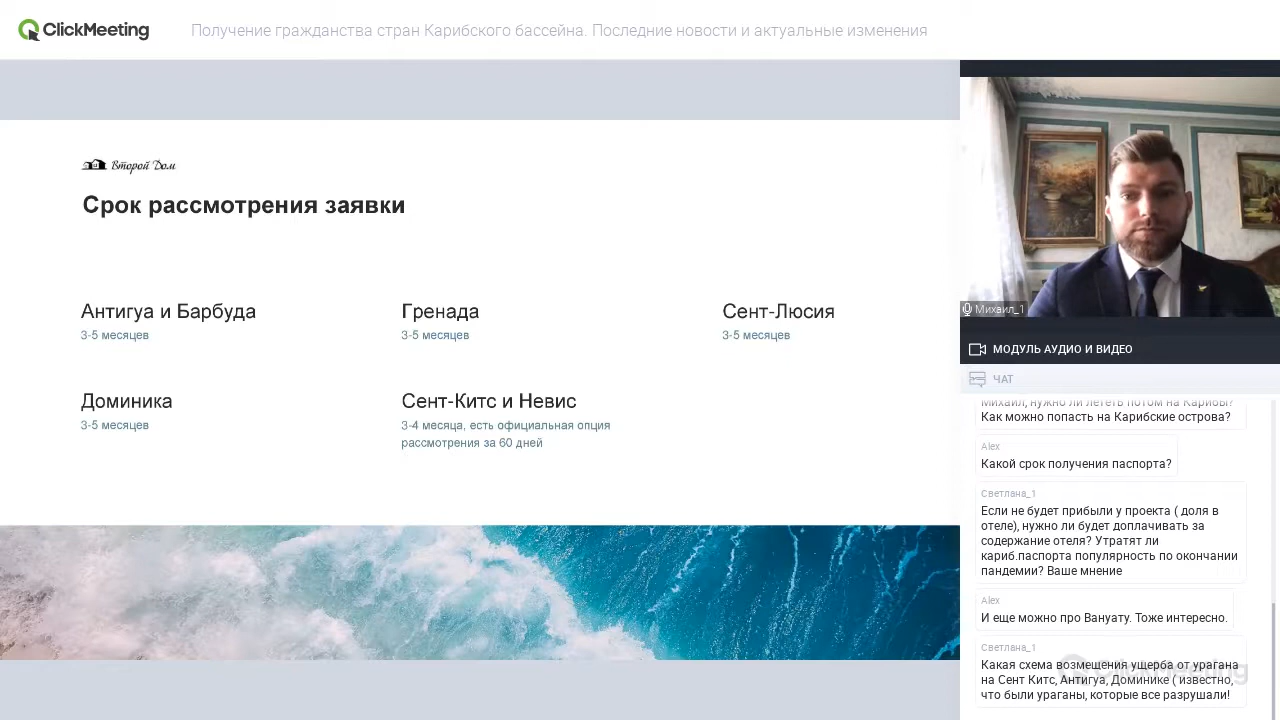 ClickMeeting
Получение гражданства стран Карибского бассейна. Последние новости и актуальные изменения
Второй Дом
Срок рассмотрения заявки
Антигуа и Барбуда
3-5 месяцев
Гренада
3-5 месяцев
Сент-Люсия
3-5 месяцев
Доминика
3-5 месяцев
Сент-Китс и Невис
3-4 месяца, есть официальная опция
рассмотрения за 60 дней
Михаил_1
МОДУЛЬ АУДИО И ВИДЕО
ЧАТ
Михаил, нужно ли лететь потом на Карибы?
Как можно попасть на Карибские острова?
Alex
Какой срок получения паспорта?
Светлана_1
Если не будет прибыли у проекта ( доля в
отеле), нужно ли будет доплачивать за
содержание отеля? Утратят ли
кариб.паспорта популярность по окончании
пандемии? Ваше мнение
Alex
И еще можно про Вануату. Тоже интересно.
Светлана_1
Какая схема возмещения ущерба от урагана
на Сент Китс, Антигуа, Доминике ( известно,
что были ураганы, которые все разрушали!
ClickMeeting